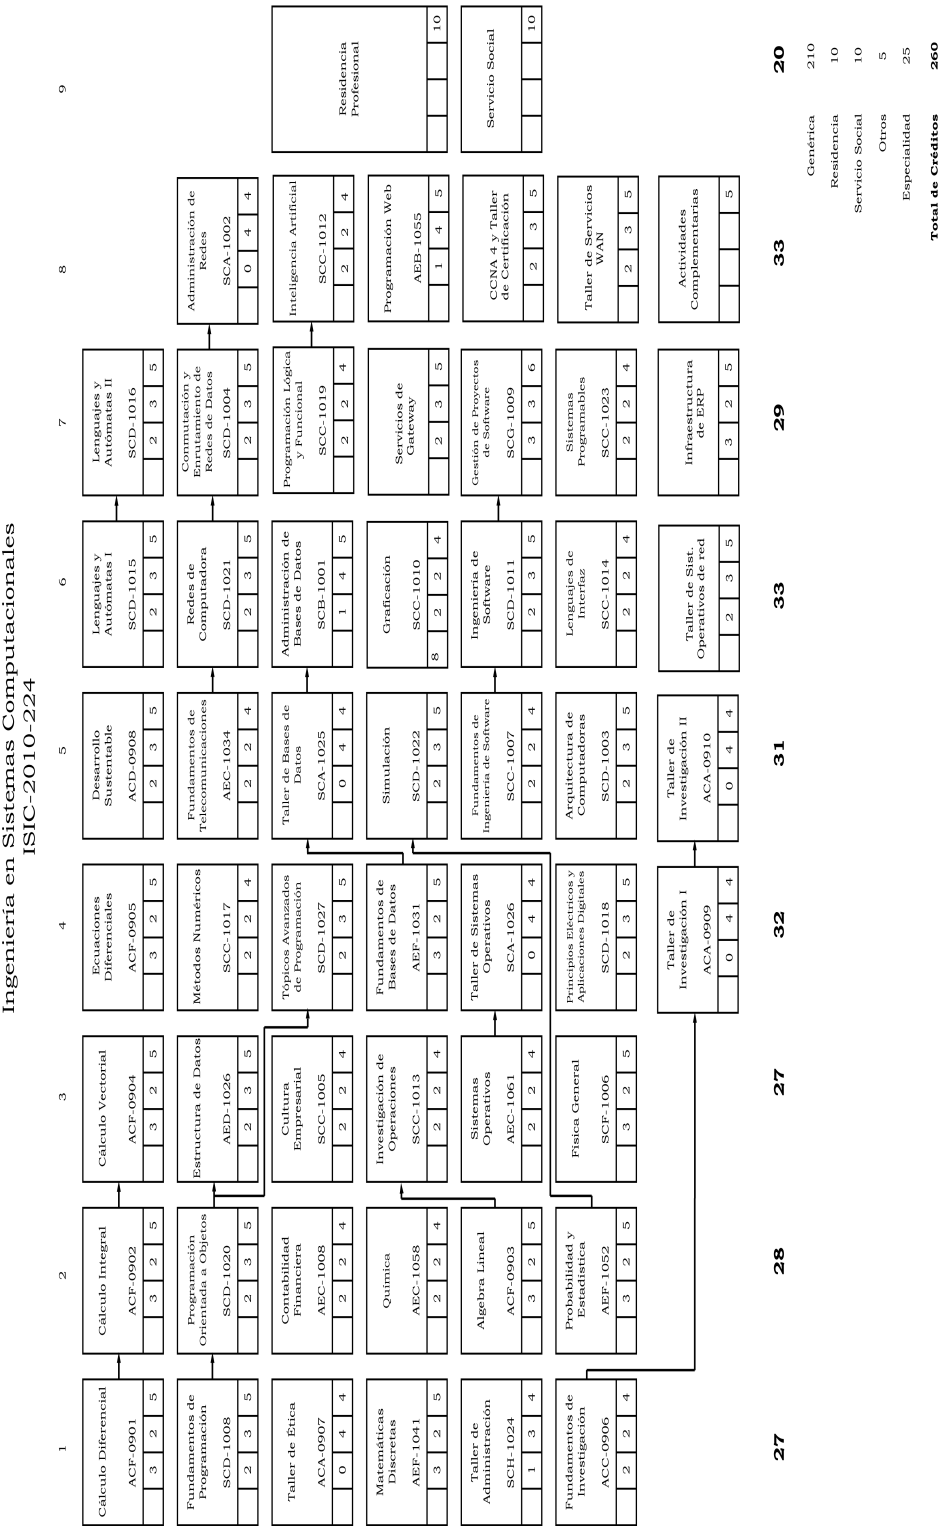 Ingeniería en Sistemas Computacionales
ISIC-2010-224
1
2
3
4
5
6
7
8
9
Cálculo Diferencial
ACF-0901
3 2 5
Cálculo Integral
ACF-0902
3 2 5
Cálculo Vectorial
ACF-0904
3 2 5
Ecuaciones
Diferenciales
ACF-0905
3 2 5
Desarrollo
Sustentable
ACD-0908
2 3 5
Lenguajes y
Autómatas I
SCD-1015
2 3 5
Lenguajes y
Autómatas II
SCD-1016
2 3 5
Fundamentos de
Programación
SCD-1008
2 3 5
Programación
Orientada a Objetos
SCD-1020
2 3 5
Estructura de Datos
AED-1026
2 3 5
Métodos Numéricos
SCC-1017
2 2 4
Fundamentos de
Telecomunicaciones
AEC-1034
2 2 4
Redes de
Computadora
SCD-1021
2 3 5
Conmutación y
Enrutamiento de
Redes de Datos
SCD-1004
2 3 5
Administración de
Redes
SCA-1002
0 4 4
Taller de Ética
ACA-0907
0 4 4
Contabilidad
Financiera
AEC-1008
2 2 4
Cultura
Empresarial
SCC-1005
2 2 4
Tópicos Avanzados
de Programación
SCD-1027
2 3 5
Taller de Bases de
Datos
SCA-1025
0 4 4
Administración de
Bases de Datos
SCB-1001
1 4 5
Programación Lógica
y Funcional
SCC-1019
2 2 4
Inteligencia Artificial
SCC-1012
2 2 4
Residencia
Profesional
10
Matemáticas
Discretas
AEF-1041
3 2 5
Química
AEC-1058
2 2 4
Investigación de
Operaciones
SCC-1013
2 2 4
Fundamentos de
Bases de Datos
AEF-1031
3 2 5
Simulación
SCD-1022
2 3 5
Graficación
SCC-1010
8 2 2 4
Servicios de
Gateway
2 3 5
Programación Web
AEB-1055
1 4 5
Taller de
Administración
SCH-1024
1 3 4
Algebra Lineal
ACF-0903
3 2 5
Sistemas
Operativos
AEC-1061
2 2 4
Taller de Sistemas
Operativos
SCA-1026
0 4 4
Fundamentos de
Ingeniería de Software
SCC-1007
2 2 4
Ingeniería de
Software
SCD-1011
2 3 5
Gestión de Proyectos
de Software
SCG-1009
3 3 6
CCNA 4 y Taller
de Certificación
2 3 5
Servicio Social
10
Fundamentos de
Investigación
ACC-0906
2 2 4
Probabilidad y
Estadística
AEF-1052
3 2 5
Física General
SCF-1006
3 2 5
Principios Eléctricos y
Aplicaciones Digitales
SCD-1018
2 3 5
Arquitectura de
Computadoras
SCD-1003
2 3 5
Lenguajes de
Interfaz
SCC-1014
2 2 4
Sistemas
Programables
SCC-1023
2 2 4
Taller de Servicios
WAN
2 3 5
Taller de
Investigación I
ACA-0909
0 4 4
Taller de
Investigación II
ACA-0910
0 4 4
Taller de Sist.
Operativos de red
2 3 5
Infraestructura
de ERP
3 2 5
Actividades
Complementarias
5
27
28
27
32
31
33
29
33
20
Genérica 210
Residencia 10
Servicio Social 10
Otros 5
Especialidad 25
Total de Créditos 260